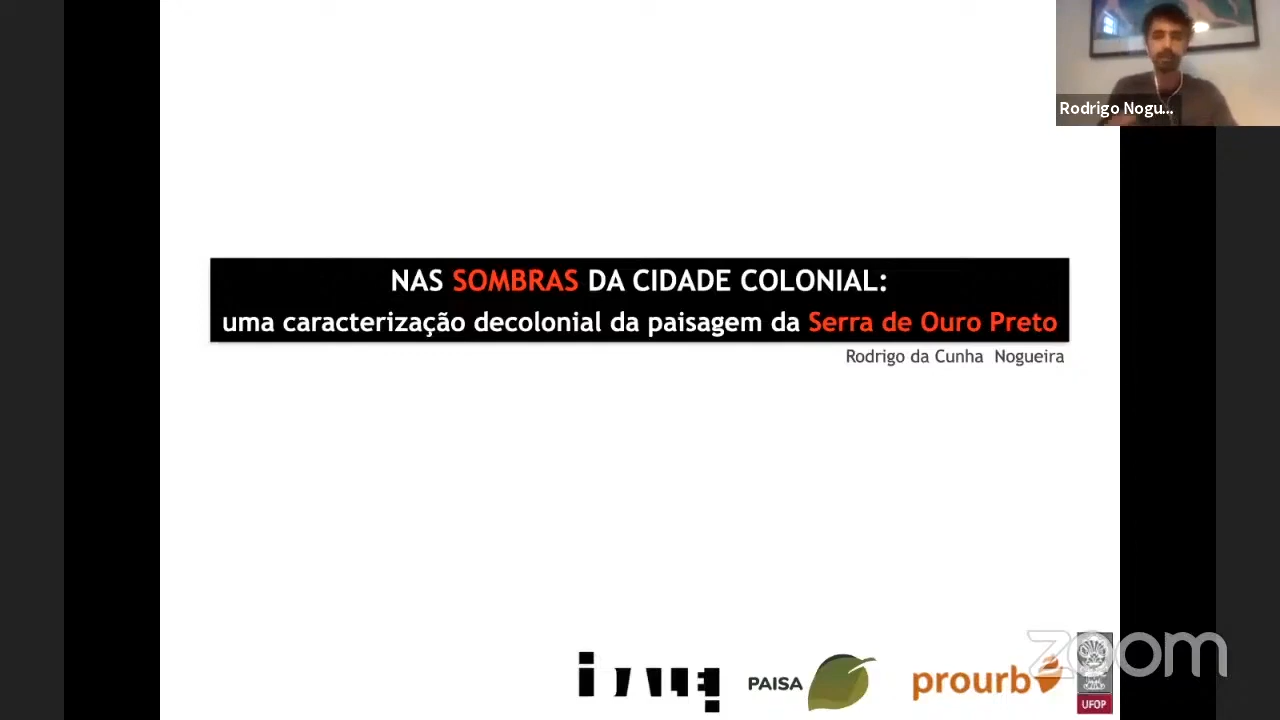 Rodrigo Nogu...
NAS SOMBRAS DA CIDADE COLONIAL:
uma caracterização decolonial da paisagem da Serra de Ouro Preto
Rodrigo da Cunha Nogueira
PAISA
prourb
UFOP
zoom